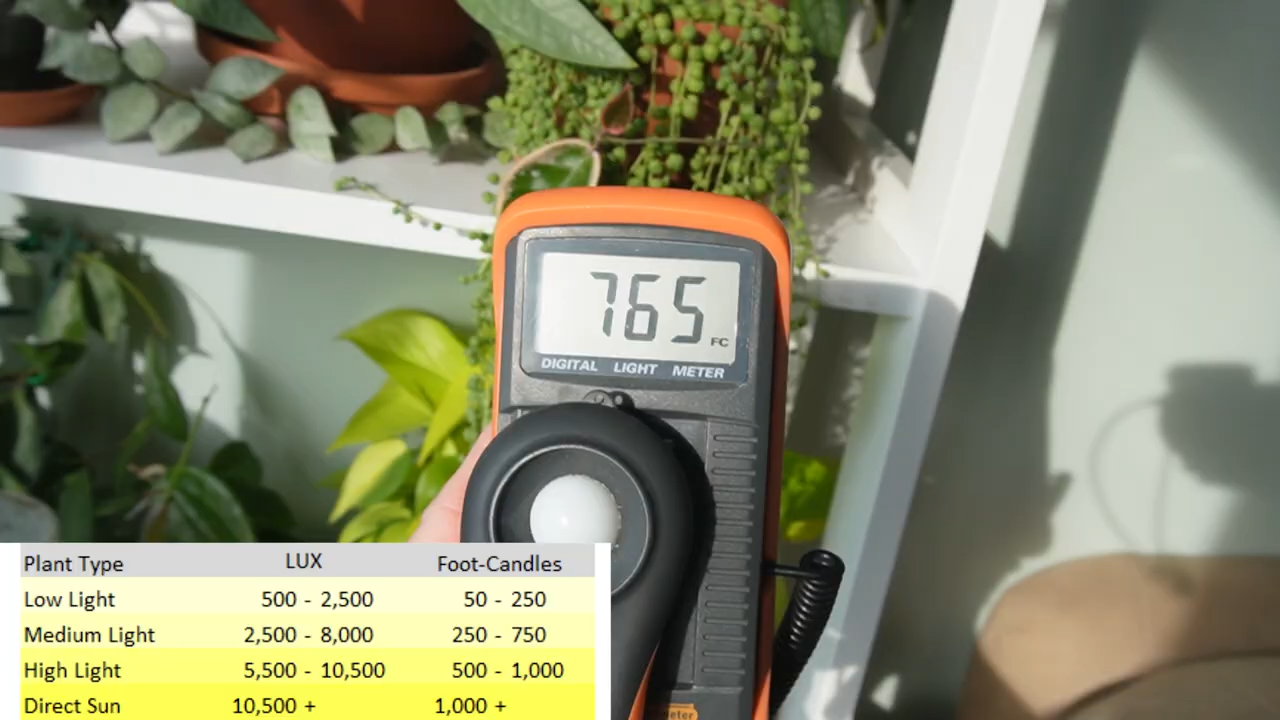 765 FC
DIGITAL LIGHT METER
Plant Type LUX Foot-Candles
Low Light 500 - 2,500 50 - 250
Medium Light 2,500 - 8,000 250 - 750
High Light 5,500 - 10,500 500 - 1,000
Direct Sun 10,500 + 1,000 +